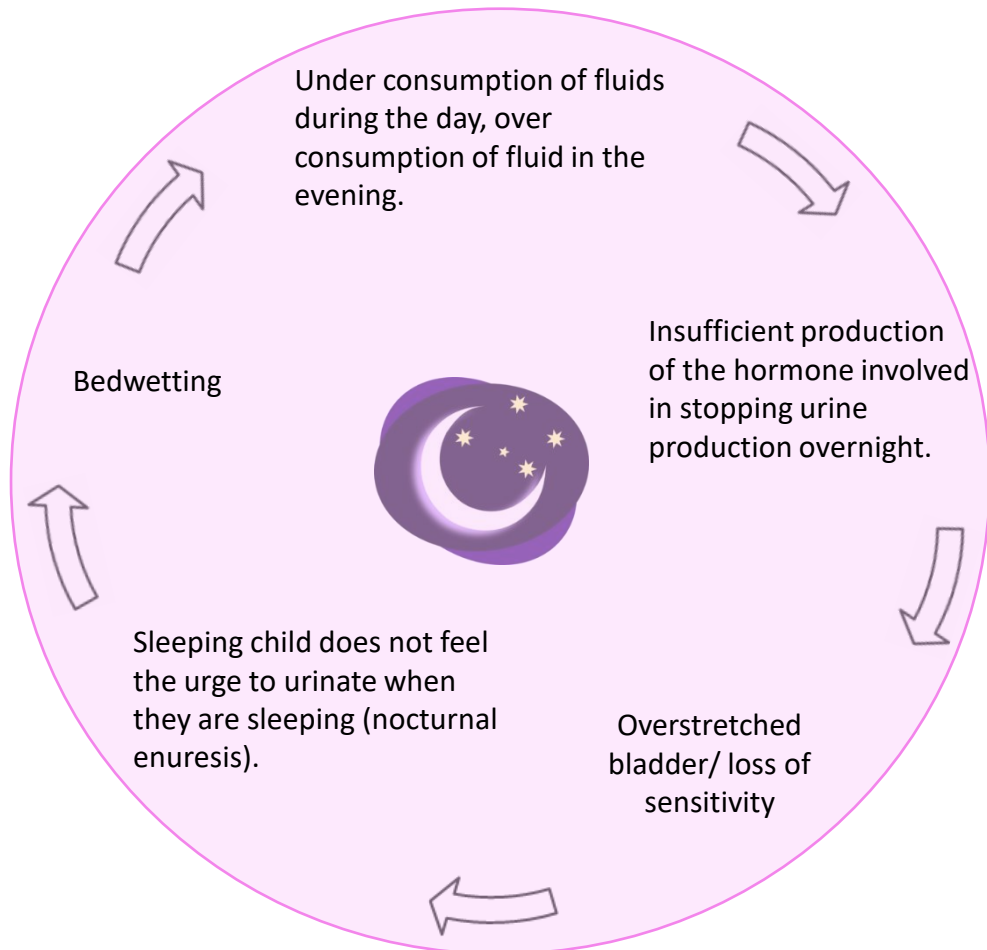 Under consumption of fluids
during the day, over
consumption of fluid in the
evening.
Insufficient production
of the hormone involved
in stopping urine
production overnight.
Overstretched
bladder/ loss of
sensitivity
Sleeping child does not feel
the urge to urinate when
they are sleeping (nocturnal
enuresis).
Bedwetting